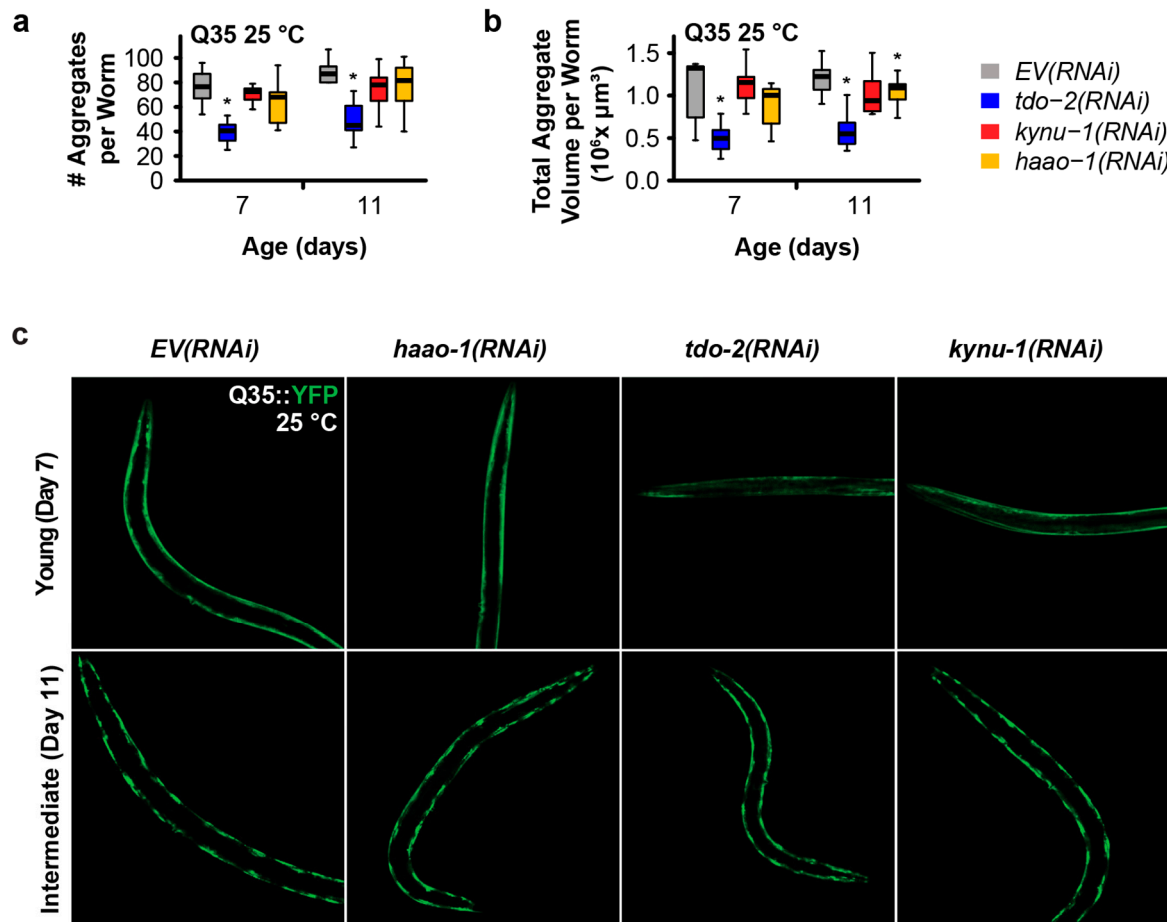 a
Q35 25 °C
# Aggregates
per Worm
100
80
60
40
20
0
*
*
7
11
Age (days)
b
Q35 25 °C
Total Aggregate
Volume per Worm
(10⁶x µm³)
1.5
1.0
0.5
0.0
*
*
*
7
11
Age (days)
EV(RNAi)
tdo−2(RNAi)
kynu−1(RNAi)
haao−1(RNAi)
c
EV(RNAi)
haao-1(RNAi)
tdo-2(RNAi)
kynu-1(RNAi)
Q35::YFP
25 °C
Young (Day 7)
Intermediate (Day 11)